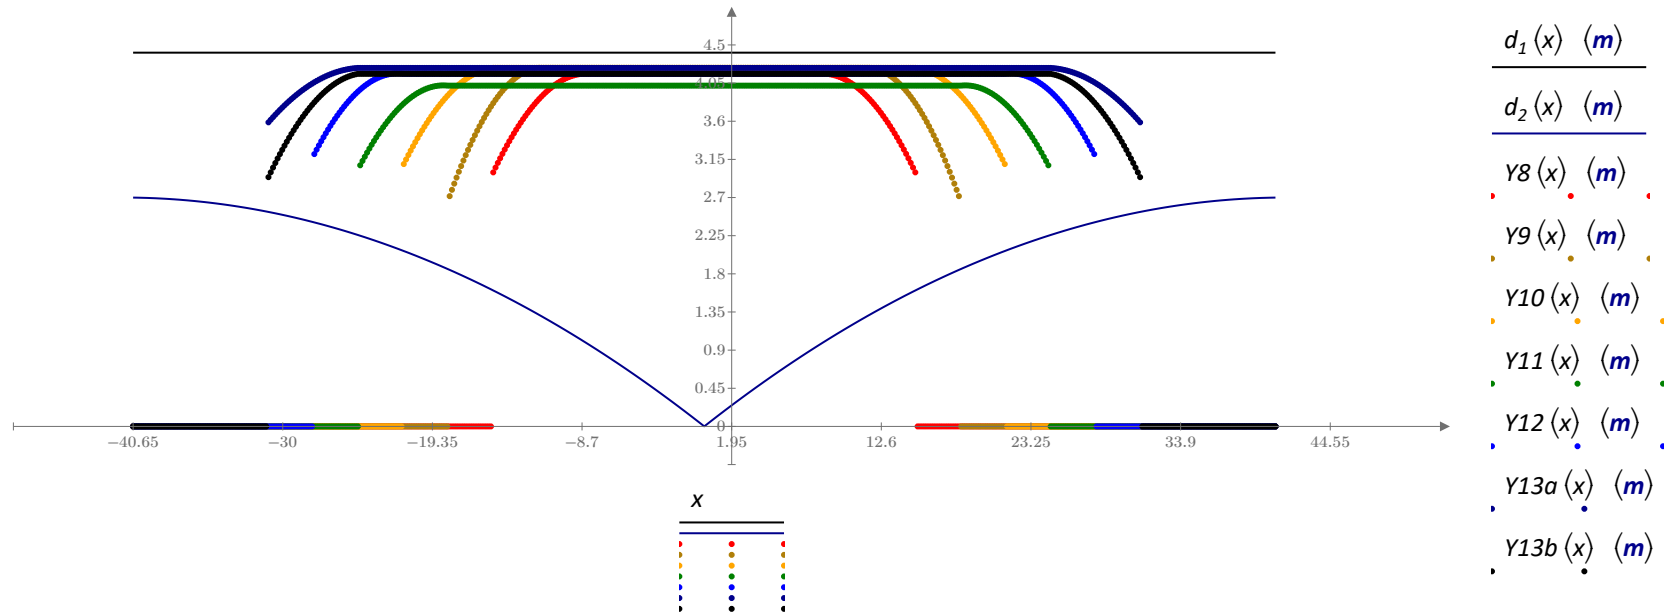 4.5
4.05
3.6
3.15
2.7
2.25
1.8
1.35
0.9
0.45
0
−40.65 −30 −19.35 −8.7 1.95 12.6 23.25 33.9 44.55
x
d₁ (x) (m)
d₂ (x) (m)
Y8 (x) (m)
Y9 (x) (m)
Y10 (x) (m)
Y11 (x) (m)
Y12 (x) (m)
Y13a (x) (m)
Y13b (x) (m)